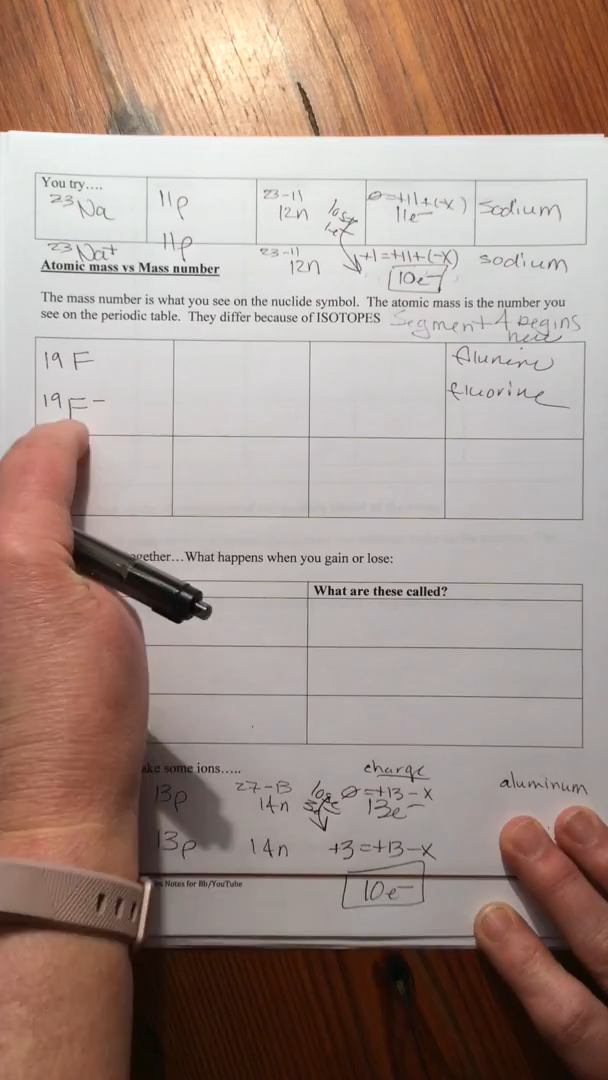 You try….
²³Na 11p 23-11 12n lose 1e⁻ 0=+11+(-x) 11e⁻ sodium
²³Na⁺ 11p 23-11 12n +1=+11+(-x) 10e⁻ sodium
Atomic mass vs Mass number
The mass number is what you see on the nuclide symbol. The atomic mass is the number you
see on the periodic table. They differ because of ISOTOPES Segment 4 begins
here
¹⁹F
¹⁹F⁻ fluorine
ogether…What happens when you gain or lose:
What are these called?
ake some ions…..
charge
13p 27-13 14n lose 0=+13-x 13e⁻ aluminum
13p 14n +3=+13-x
10e⁻
Notes for Bb/YouTube